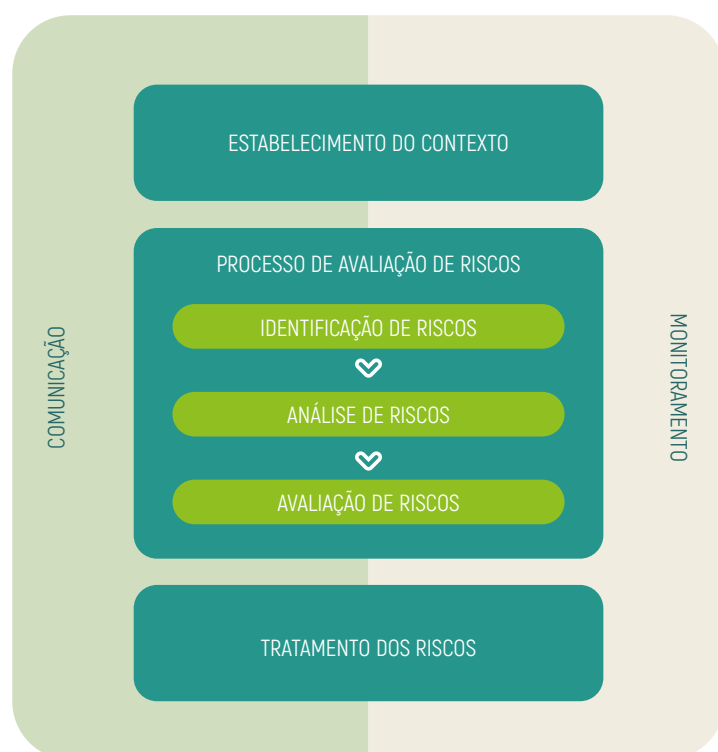 ESTABELECIMENTO DO CONTEXTO
PROCESSO DE AVALIAÇÃO DE RISCOS
IDENTIFICAÇÃO DE RISCOS
ANÁLISE DE RISCOS
AVALIAÇÃO DE RISCOS
TRATAMENTO DOS RISCOS
COMUNICAÇÃO
MONITORAMENTO